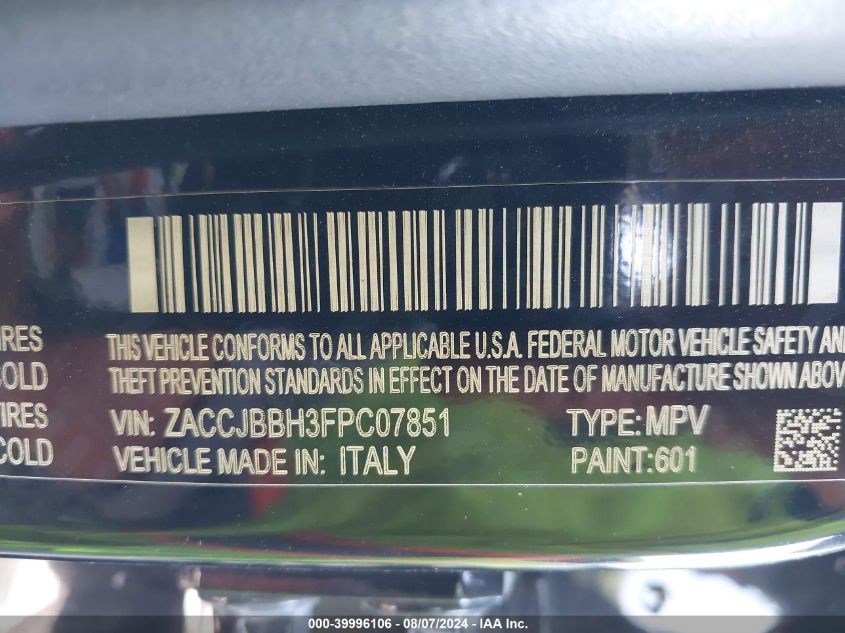 IRES
COLD
IRES
COLD
THIS VEHICLE CONFORMS TO ALL APPLICABLE U.S.A. FEDERAL MOTOR VEHICLE SAFETY AN
THEFT PREVENTION STANDARDS IN EFFECT ON THE DATE OF MANUFACTURE SHOWN ABOV
VIN: ZACCJBBH3FPC07851 TYPE: MPV
VEHICLE MADE IN: ITALY PAINT: 601
000-39996106 - 08/07/2024 - IAA Inc.